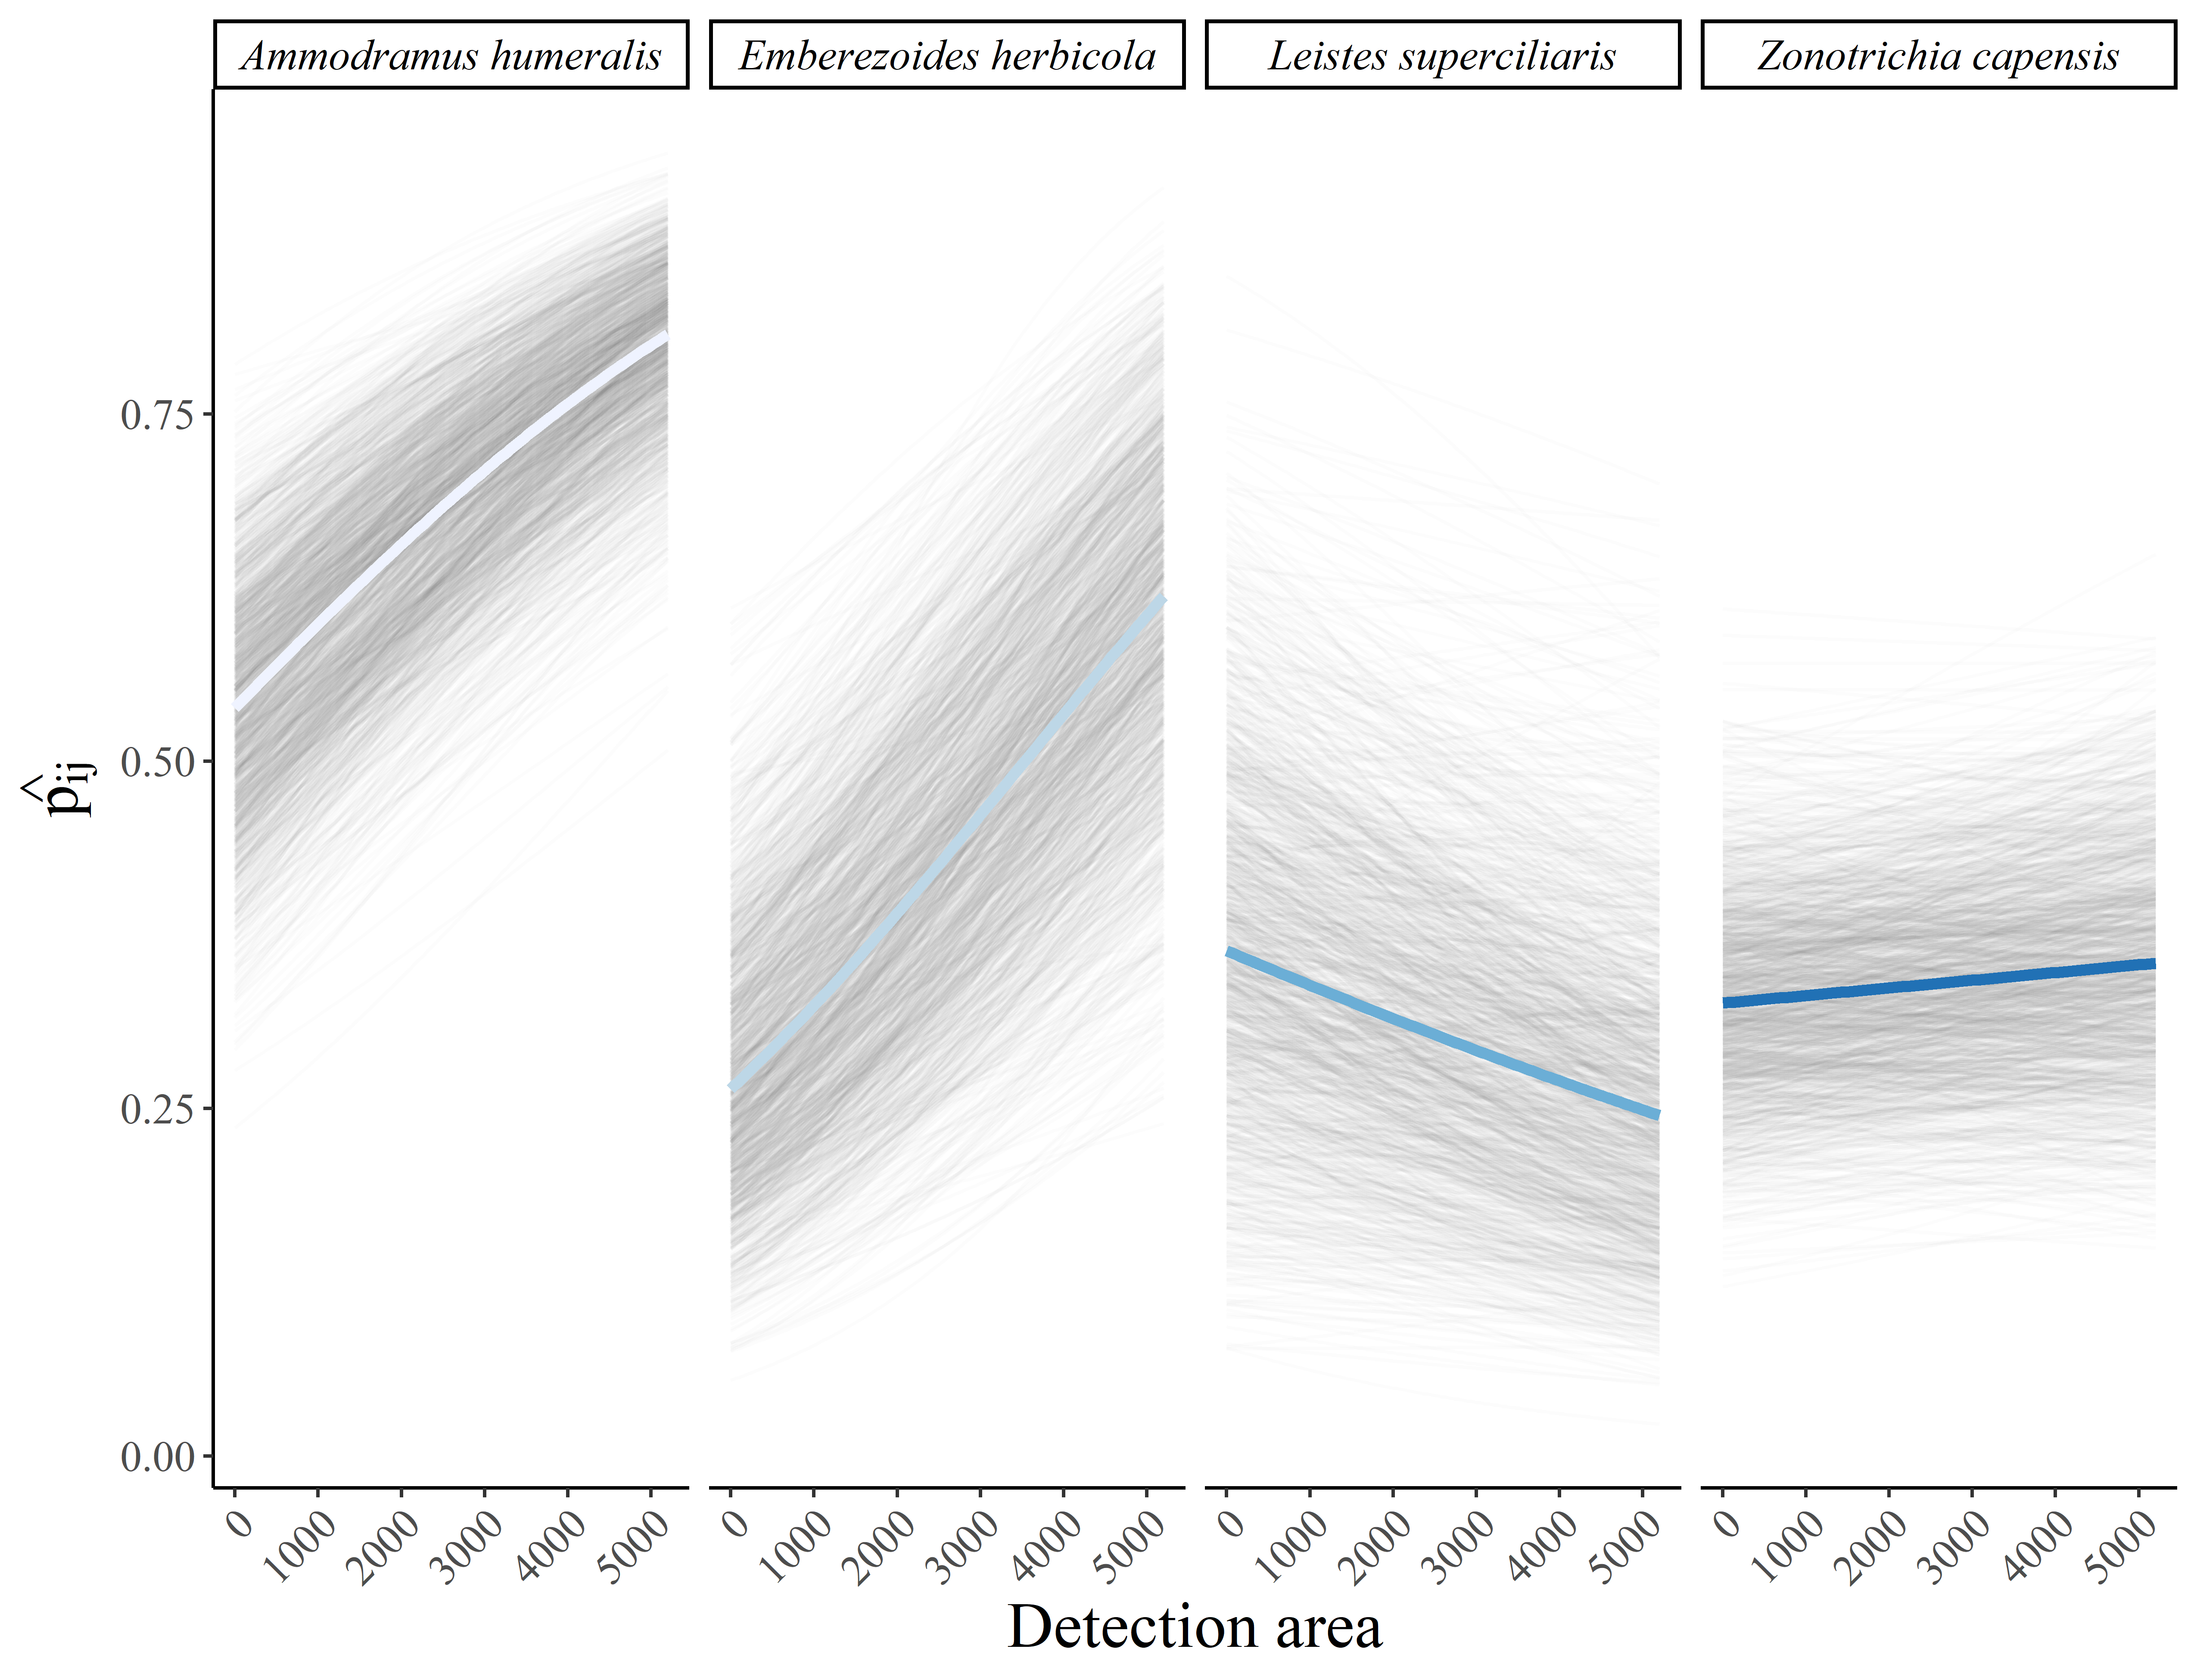 Ammodramus humeralis
Emberezoides herbicola
Leistes superciliaris
Zonotrichia capensis
p̂ij
0.75
0.50
0.25
0.00
0 1000 2000 3000 4000 5000
0 1000 2000 3000 4000 5000
0 1000 2000 3000 4000 5000
0 1000 2000 3000 4000 5000
Detection area